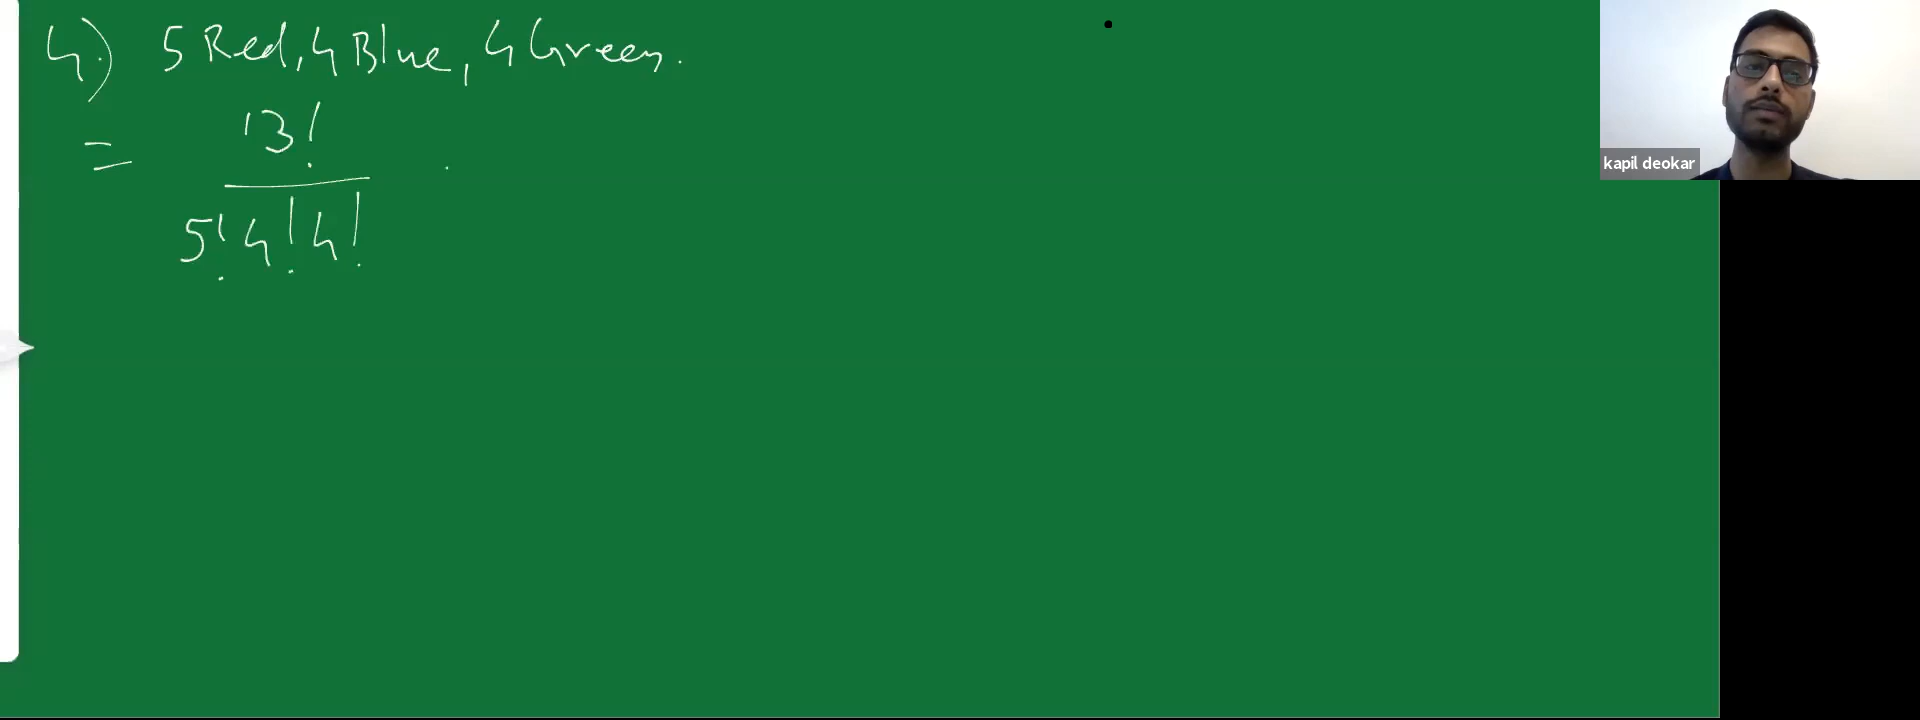 4.) 5 Red, 4 Blue, 4 Green.
= 13!
5! 4! 4!
kapil deokar